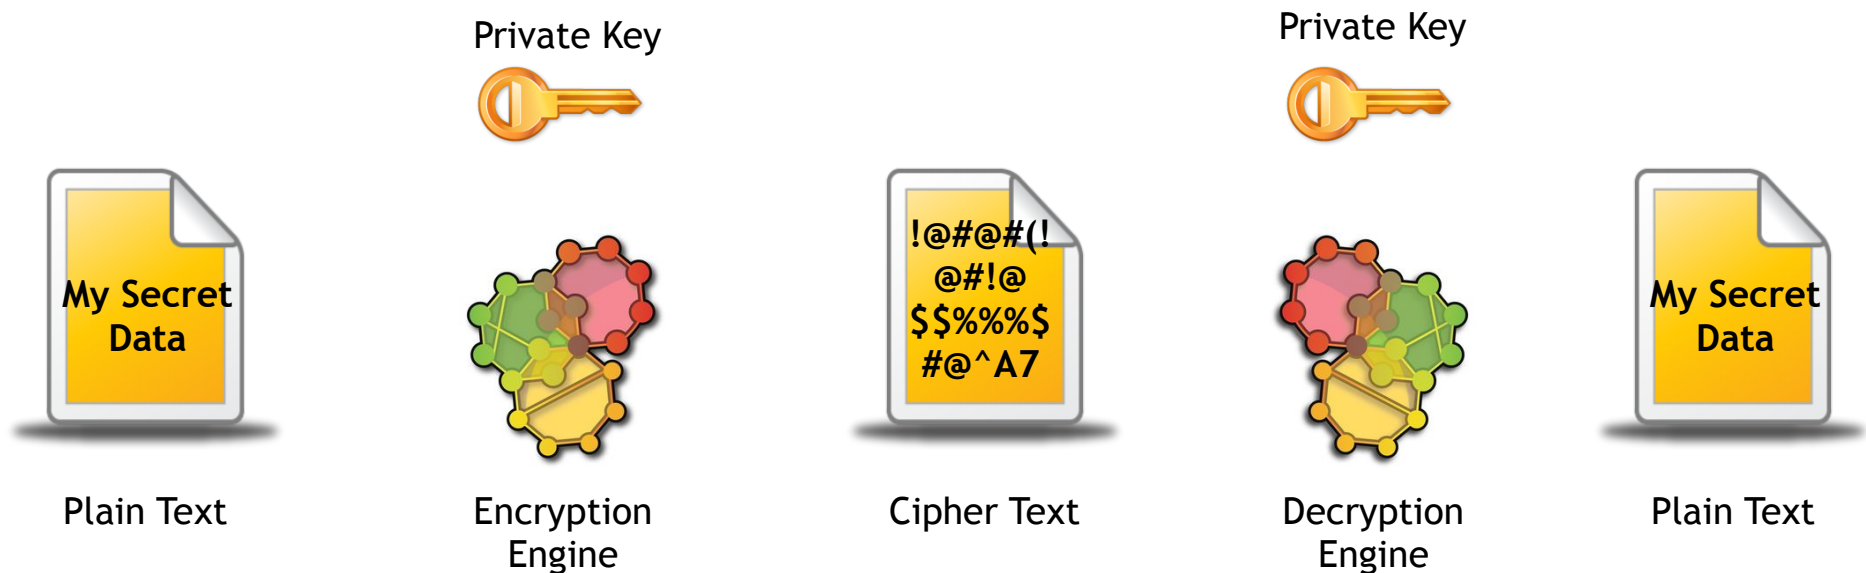 Private Key
Private Key
My Secret
Data
!@#@#(!
@#!@
$$%%%$
#@^A7
My Secret
Data
Plain Text
Encryption
Engine
Cipher Text
Decryption
Engine
Plain Text